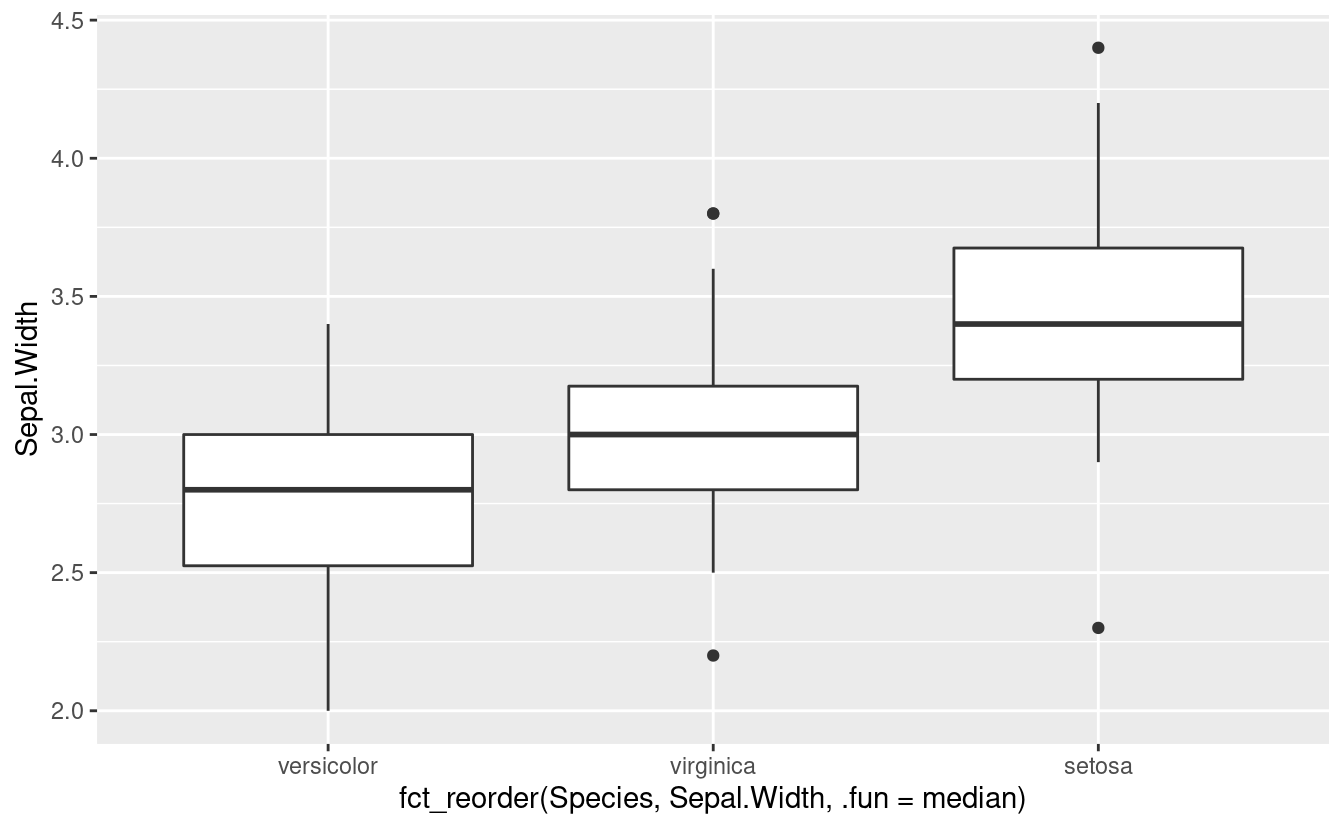 4.5
4.0
3.5
3.0
2.5
2.0
Sepal.Width
versicolor virginica setosa
fct_reorder(Species, Sepal.Width, .fun = median)